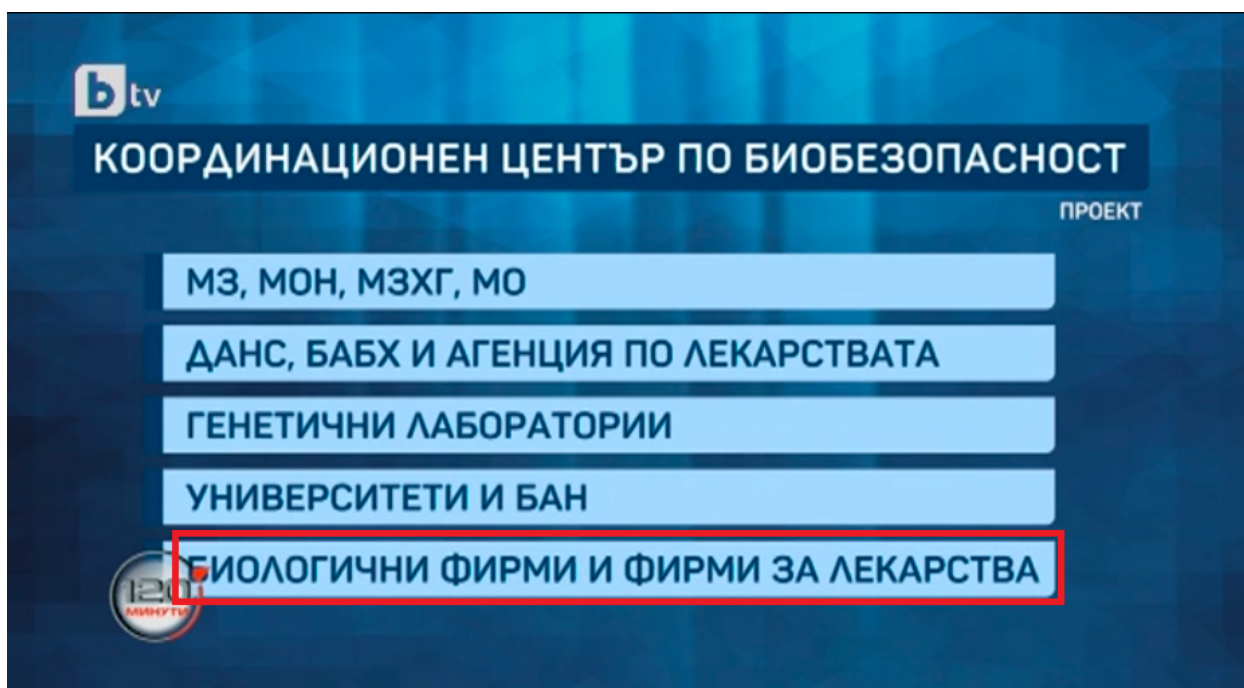 btv
КООРДИНАЦИОНЕН ЦЕНТЪР ПО БИОБЕЗОПАСНОСТ
ПРОЕКТ
МЗ, МОН, МЗХГ, МО
ДАНС, БАБХ И АГЕНЦИЯ ПО ЛЕКАРСТВАТА
ГЕНЕТИЧНИ ЛАБОРАТОРИИ
УНИВЕРСИТЕТИ И БАН
БИОЛОГИЧНИ ФИРМИ И ФИРМИ ЗА ЛЕКАРСТВА
120
МИНУТИ